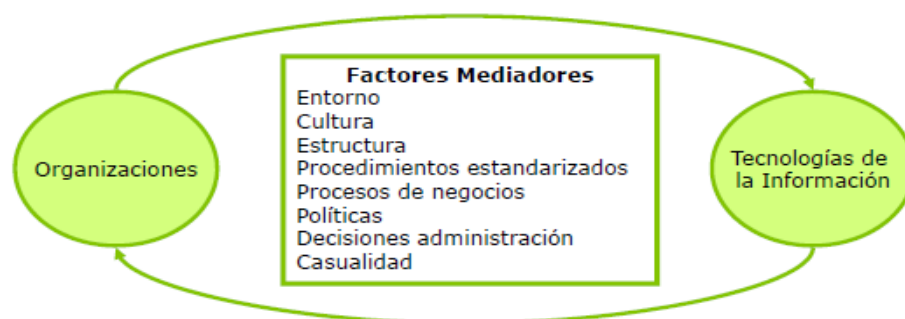 Factores Mediadores
Entorno
Cultura
Estructura
Procedimientos estandarizados
Procesos de negocios
Políticas
Decisiones administración
Casualidad
Organizaciones
Tecnologías de
la Información